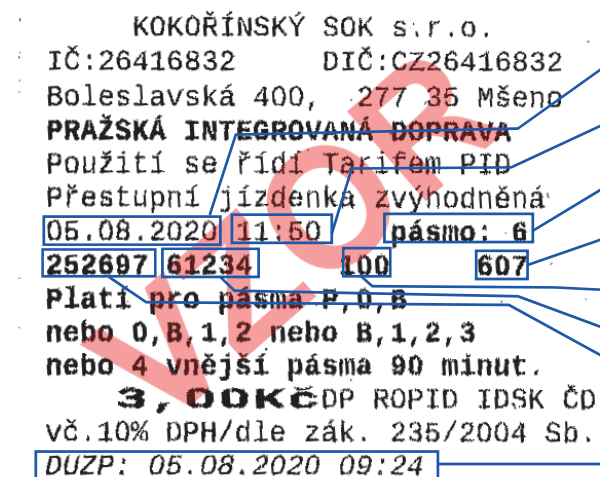 KOKOŘÍNSKÝ SOK s.r.o.
IČ:26416832 DIČ:CZ26416832
Boleslavská 400, 277 35 Mšeno
PRAŽSKÁ INTEGROVANÁ DOPRAVA
Použití se řídí Tarifem PID
Přestupní jízdenka zvýhodněná
05.08.2020 11:50 pásmo: 6
252697 61234 100 607
Platí pro pásma P,0,B
nebo 0,B,1,2 nebo B,1,2,3
nebo 4 vnější pásma 90 minut.
3,00Kč DP ROPID IDSK ČD
vč.10% DPH/dle zák. 235/2004 Sb.
DUZP: 05.08.2020 09:24
VZOR